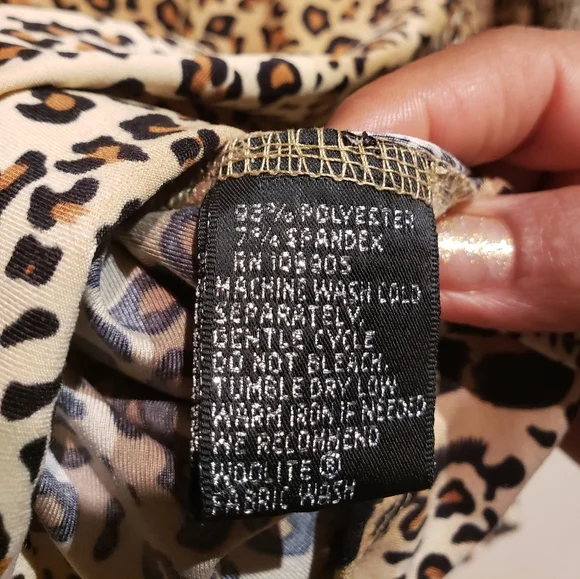 93% POLYESTER
7% SPANDEX
RN 109905
MACHINE WASH COLD
SEPARATELY.
GENTLE CYCLE
DO NOT BLEACH.
TUMBLE DRY LOW.
WARM IRON IF NEEDED
WE RECOMMEND
WOOLITE ®
FABRIC WASH